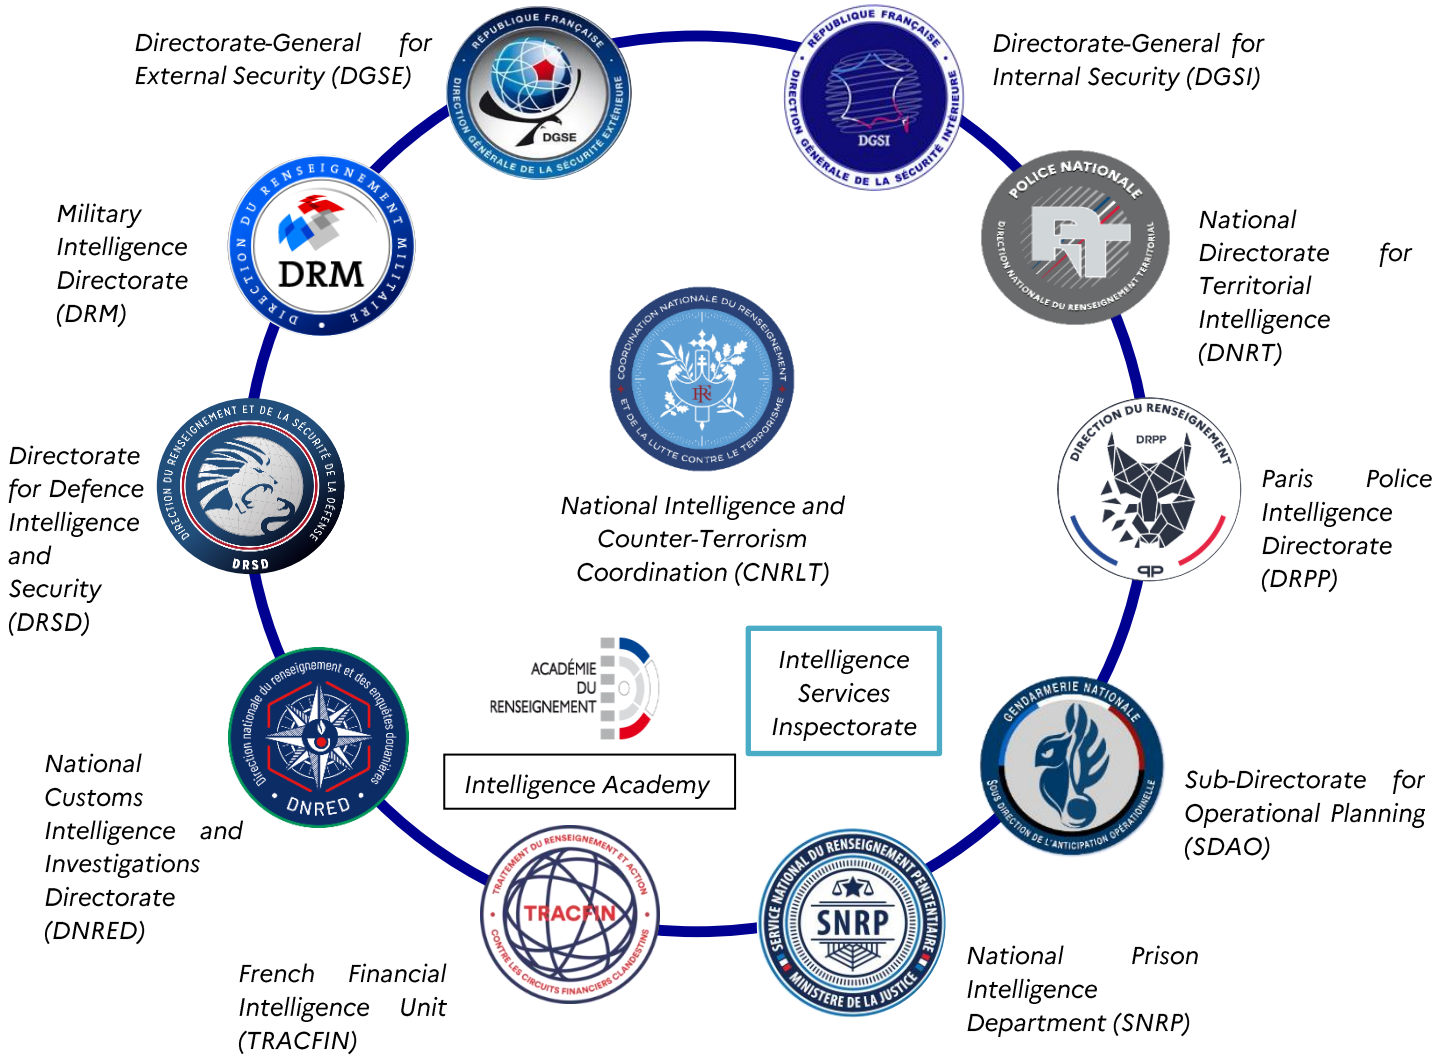 Directorate-General for
External Security (DGSE)
RÉPUBLIQUE FRANÇAISE
DIRECTION GÉNÉRALE DE LA SÉCURITÉ EXTÉRIEURE
DGSE
RÉPUBLIQUE FRANÇAISE
DIRECTION GÉNÉRALE DE LA SÉCURITÉ INTÉRIEURE
DGSI
Directorate-General for
Internal Security (DGSI)
Military
Intelligence
Directorate
(DRM)
DIRECTION DU RENSEIGNEMENT MILITAIRE
DRM
POLICE NATIONALE
RT
DIRECTION NATIONALE DU RENSEIGNEMENT TERRITORIAL
National
Directorate for
Territorial
Intelligence
(DNRT)
COORDINATION NATIONALE DU RENSEIGNEMENT
ET DE LA LUTTE CONTRE LE TERRORISME
RF
National Intelligence and
Counter-Terrorism
Coordination (CNRLT)
Directorate
for Defence
Intelligence
and
Security
(DRSD)
DIRECTION DU RENSEIGNEMENT ET DE LA SÉCURITÉ DE LA DÉFENSE
DRSD
DIRECTION DU RENSEIGNEMENT
DRPP
PP
Paris Police
Intelligence
Directorate
(DRPP)
ACADÉMIE
DU
RENSEIGNEMENT
Intelligence Academy
Intelligence
Services
Inspectorate
National
Customs
Intelligence and
Investigations
Directorate
(DNRED)
Direction nationale du renseignement et des enquêtes douanières
DNRED
GENDARMERIE NATIONALE
SOUS DIRECTION DE L'ANTICIPATION OPÉRATIONNELLE
Sub-Directorate for
Operational Planning
(SDAO)
TRAITEMENT DU RENSEIGNEMENT ET ACTION
TRACFIN
CONTRE LES CIRCUITS FINANCIERS CLANDESTINS
French Financial
Intelligence Unit
(TRACFIN)
SERVICE NATIONAL DU RENSEIGNEMENT PENITENTIAIRE
SNRP
MINISTERE DE LA JUSTICE
National Prison
Intelligence
Department (SNRP)